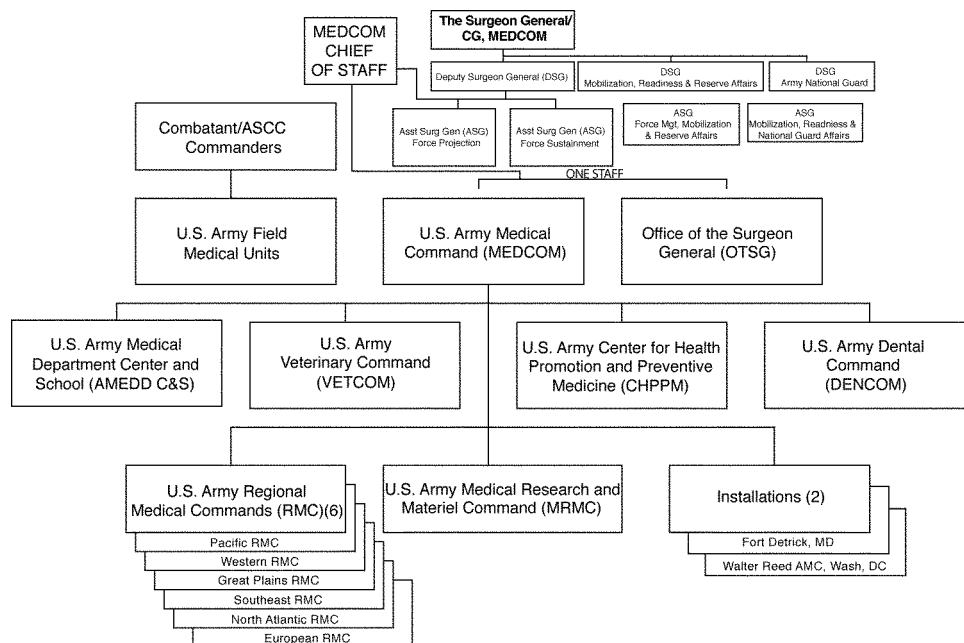 MEDCOM
CHIEF
OF STAFF
The Surgeon General/
CG, MEDCOM
Deputy Surgeon General (DSG)
DSG
Mobilization, Readiness & Reserve Affairs
DSG
Army National Guard
Asst Surg Gen (ASG)
Force Projection
Asst Surg Gen (ASG)
Force Sustainment
ASG
Force Mgt, Mobilization
& Reserve Affairs
ASG
Mobilization, Readniess &
National Guard Affairs
Combatant/ASCC
Commanders
ONE STAFF
U.S. Army Field
Medical Units
U.S. Army Medical
Command (MEDCOM)
Office of the Surgeon
General (OTSG)
U.S. Army Medical
Department Center and
School (AMEDD C&S)
U.S. Army
Veterinary Command
(VETCOM)
U.S. Army Center for Health
Promotion and Preventive
Medicine (CHPPM)
U.S. Army Dental
Command
(DENCOM)
U.S. Army Regional
Medical Commands (RMC)(6)
Pacific RMC
Western RMC
Great Plains RMC
Southeast RMC
North Atlantic RMC
European RMC
U.S. Army Medical Research and
Materiel Command (MRMC)
Installations (2)
Fort Detrick, MD
Walter Reed AMC, Wash, DC